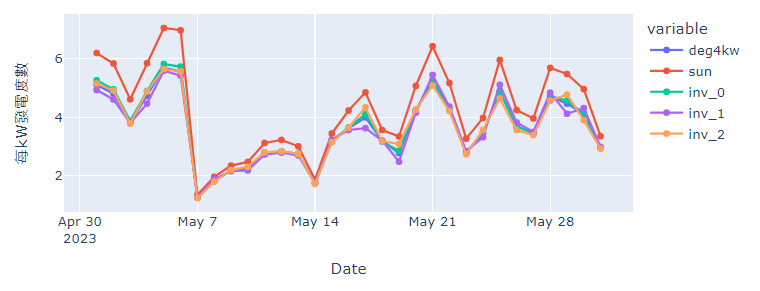 每kW發電度數
6
4
2
Apr 30
2023
May 7
May 14
May 21
May 28
Date
variable
deg4kw
sun
inv_0
inv_1
inv_2